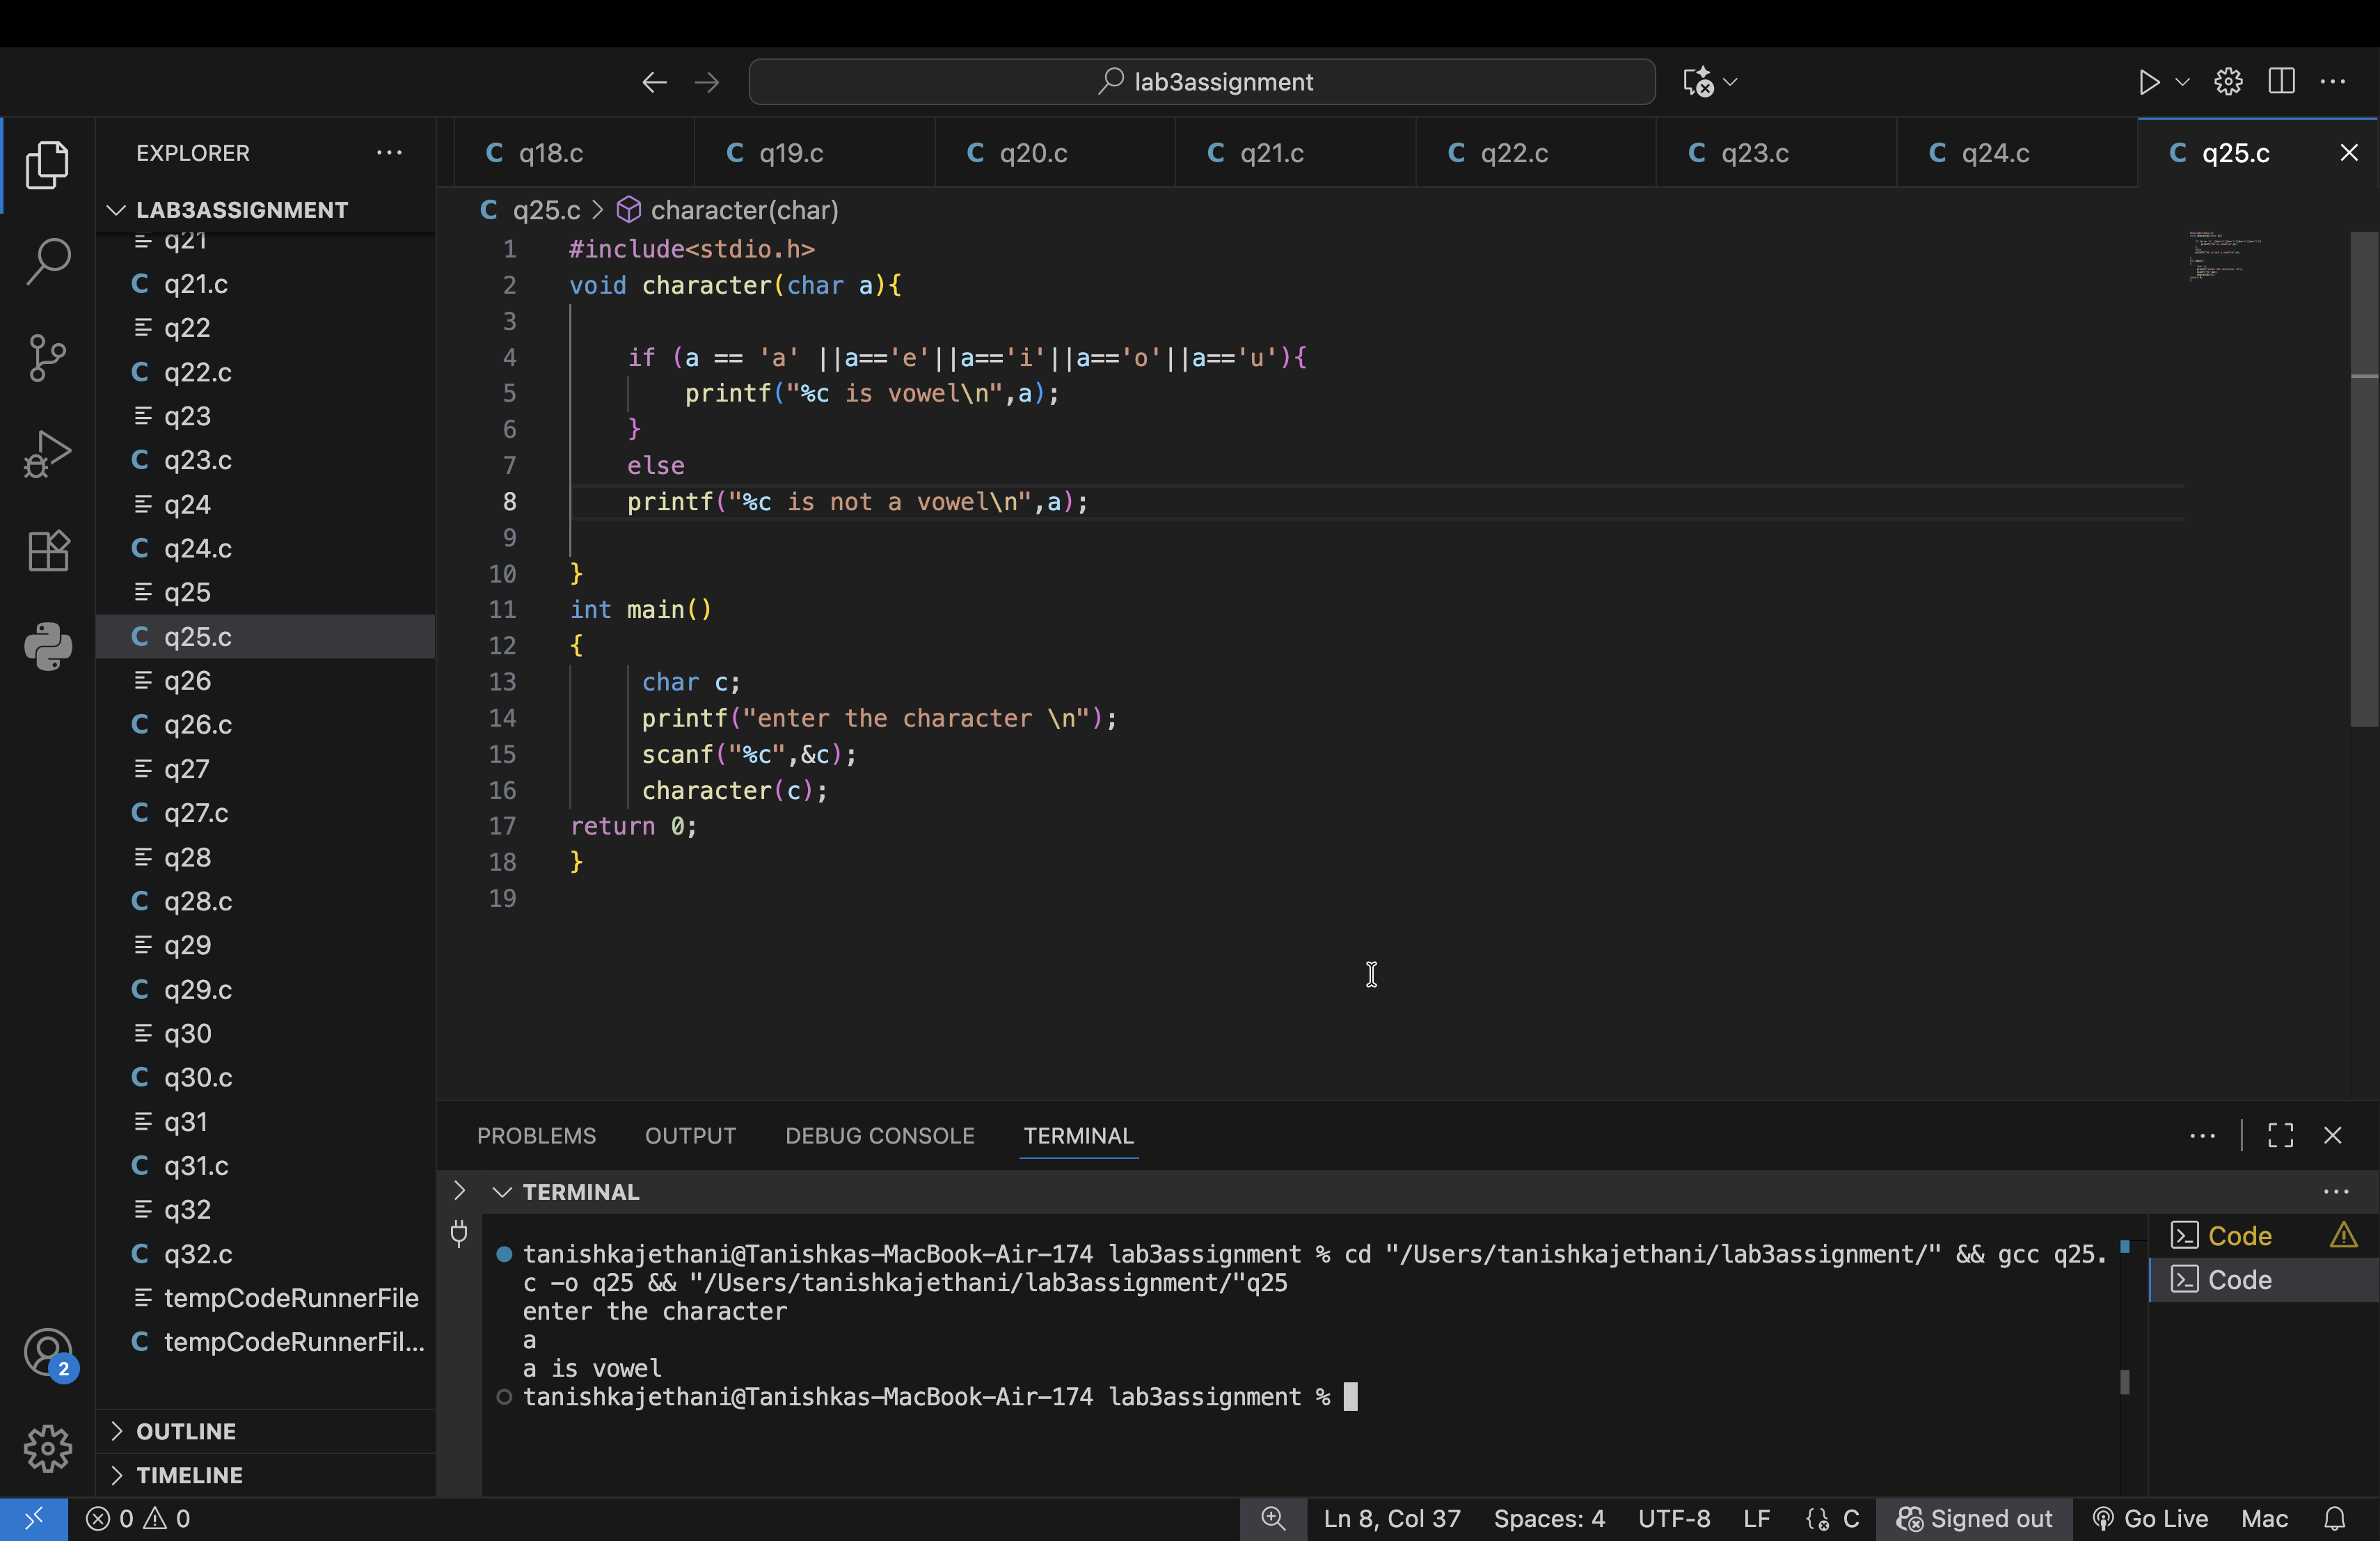 lab3assignment
EXPLORER
LAB3ASSIGNMENT
q21
C q21.c
q22
C q22.c
q23
C q23.c
q24
C q24.c
q25
C q25.c
q26
C q26.c
q27
C q27.c
q28
C q28.c
q29
C q29.c
q30
C q30.c
q31
C q31.c
q32
C q32.c
tempCodeRunnerFile
C tempCodeRunnerFil...
OUTLINE
TIMELINE
2
C q18.c C q19.c C q20.c C q21.c C q22.c C q23.c C q24.c C q25.c
C q25.c > character(char)
1 #include<stdio.h>
2 void character(char a){
3
4 if (a == 'a' ||a=='e'||a=='i'||a=='o'||a=='u'){
5 printf("%c is vowel\n",a);
6 }
7 else
8 printf("%c is not a vowel\n",a);
9
10 }
11 int main()
12 {
13 char c;
14 printf("enter the character \n");
15 scanf("%c",&c);
16 character(c);
17 return 0;
18 }
19
PROBLEMS OUTPUT DEBUG CONSOLE TERMINAL
TERMINAL
tanishkajethani@Tanishkas-MacBook-Air-174 lab3assignment % cd "/Users/tanishkajethani/lab3assignment/" && gcc q25.
c -o q25 && "/Users/tanishkajethani/lab3assignment/"q25
enter the character
a
a is vowel
tanishkajethani@Tanishkas-MacBook-Air-174 lab3assignment %
Code
Code
0 0 Ln 8, Col 37 Spaces: 4 UTF-8 LF C Signed out Go Live Mac